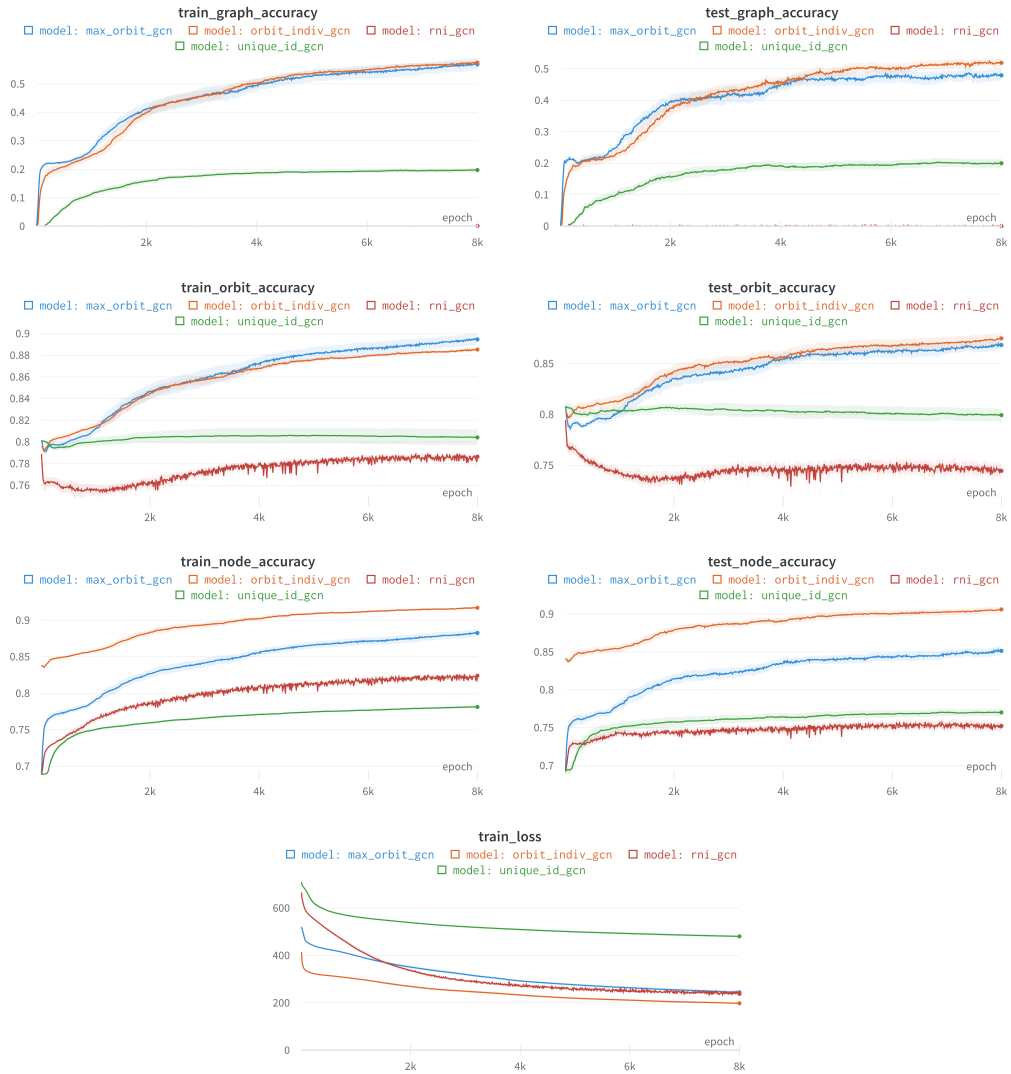 train_graph_accuracy
model: max_orbit_gcn model: orbit_indiv_gcn model: rni_gcn
model: unique_id_gcn
0.5
0.4
0.3
0.2
0.1
0
epoch
2k 4k 6k 8k
test_graph_accuracy
model: max_orbit_gcn model: orbit_indiv_gcn model: rni_gcn
model: unique_id_gcn
0.5
0.4
0.3
0.2
0.1
0
epoch
2k 4k 6k 8k
train_orbit_accuracy
model: max_orbit_gcn model: orbit_indiv_gcn model: rni_gcn
model: unique_id_gcn
0.9
0.88
0.86
0.84
0.82
0.8
0.78
0.76
epoch
2k 4k 6k 8k
test_orbit_accuracy
model: max_orbit_gcn model: orbit_indiv_gcn model: rni_gcn
model: unique_id_gcn
0.85
0.8
0.75
epoch
2k 4k 6k 8k
train_node_accuracy
model: max_orbit_gcn model: orbit_indiv_gcn model: rni_gcn
model: unique_id_gcn
0.9
0.85
0.8
0.75
0.7
epoch
2k 4k 6k 8k
test_node_accuracy
model: max_orbit_gcn model: orbit_indiv_gcn model: rni_gcn
model: unique_id_gcn
0.9
0.85
0.8
0.75
0.7
epoch
2k 4k 6k 8k
train_loss
model: max_orbit_gcn model: orbit_indiv_gcn model: rni_gcn
model: unique_id_gcn
600
400
200
0
epoch
2k 4k 6k 8k